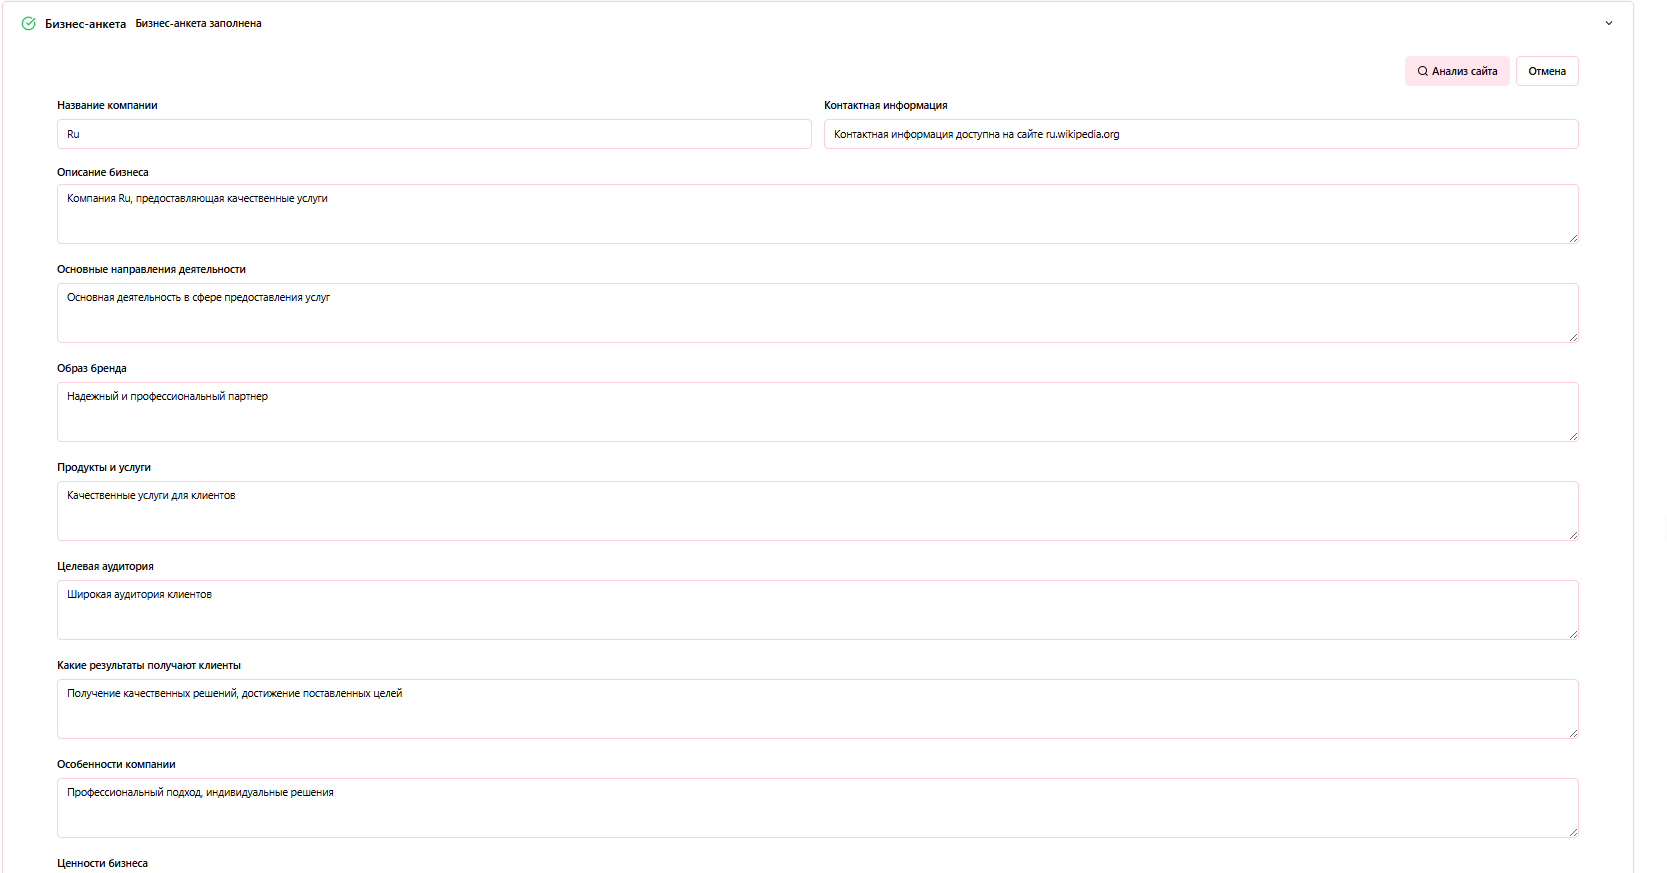 Бизнес-анкета Бизнес-анкета заполнена
Анализ сайта Отмена
Название компании
Ru
Контактная информация
Контактная информация доступна на сайте ru.wikipedia.org
Описание бизнеса
Компания Ru, предоставляющая качественные услуги
Основные направления деятельности
Основная деятельность в сфере предоставления услуг
Образ бренда
Надежный и профессиональный партнер
Продукты и услуги
Качественные услуги для клиентов
Целевая аудитория
Широкая аудитория клиентов
Какие результаты получают клиенты
Получение качественных решений, достижение поставленных целей
Особенности компании
Профессиональный подход, индивидуальные решения
Ценности бизнеса